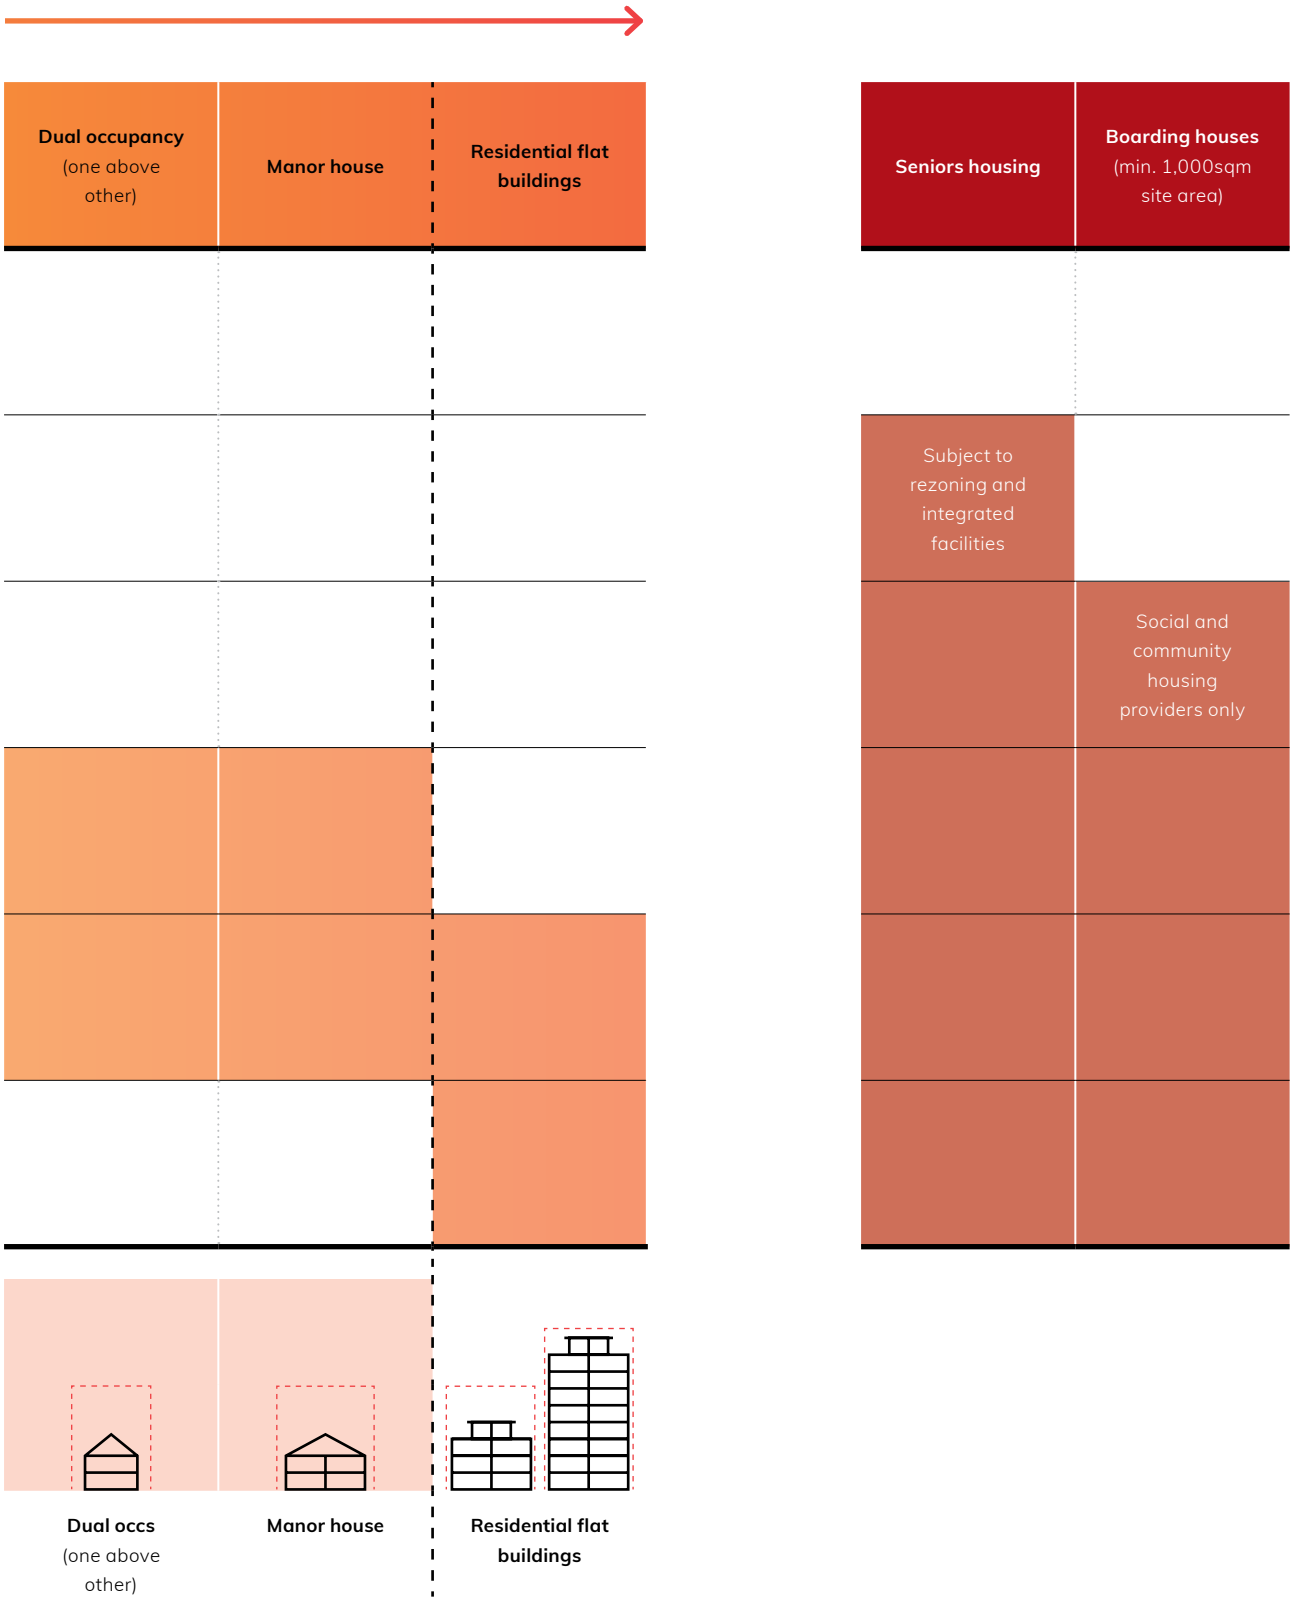 Dual occupancy
(one above
other)
Manor house
Residential flat
buildings
Seniors housing
Boarding houses
(min. 1,000sqm
site area)
Subject to
rezoning and
integrated
facilities
Social and
community
housing
providers only
Dual occs
(one above
other)
Manor house
Residential flat
buildings